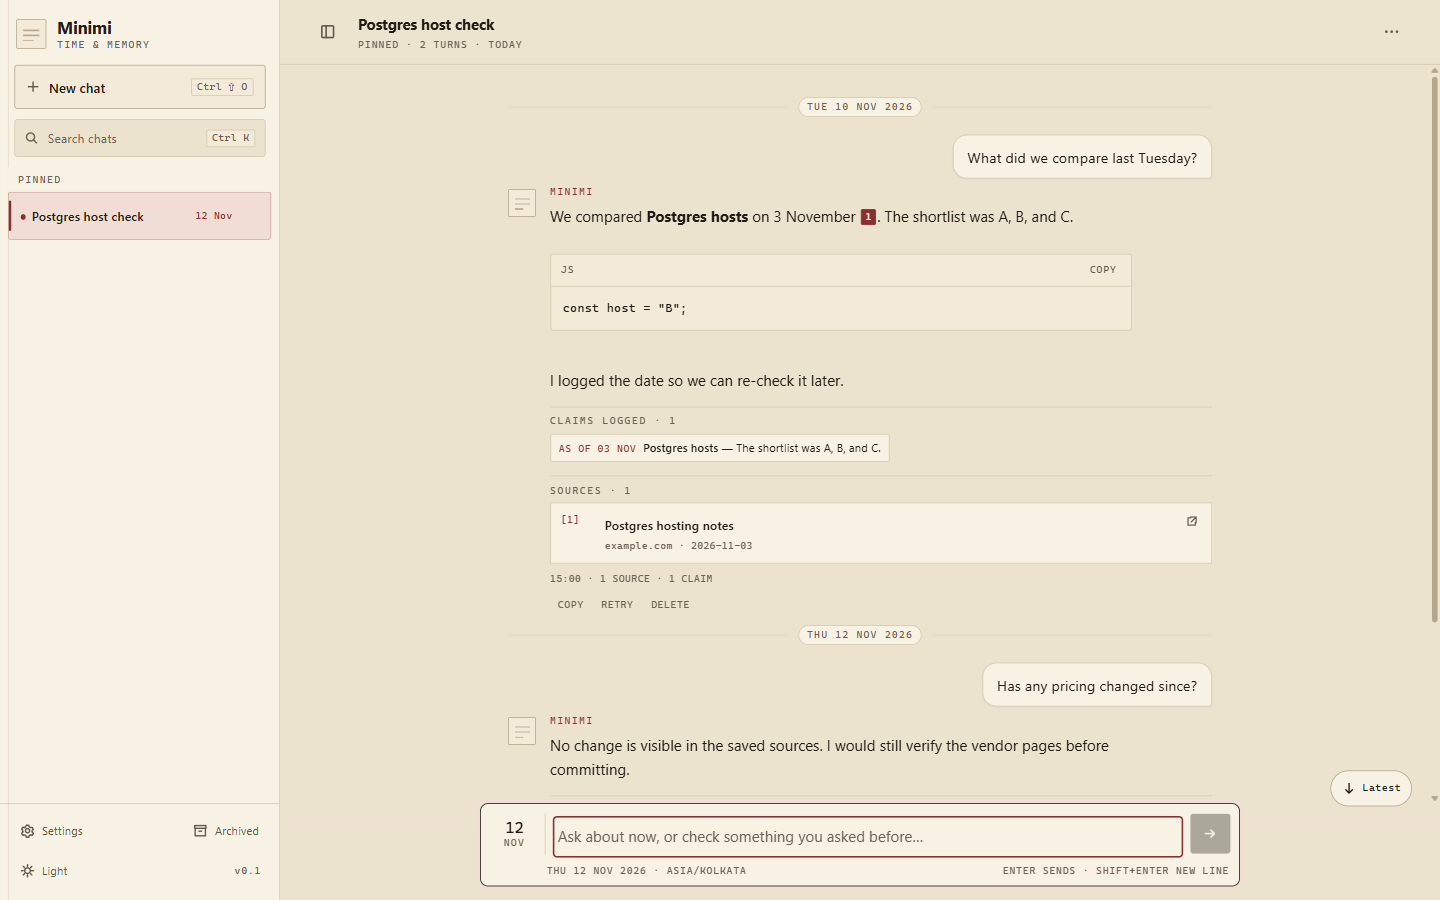 Minimi
TIME & MEMORY
New chat
Ctrl ⇧ O
Search chats
Ctrl K
PINNED
Postgres host check
12 Nov
Settings
Archived
Light
v0.1
Postgres host check
PINNED · 2 TURNS · TODAY
TUE 10 NOV 2026
What did we compare last Tuesday?
MINIMI
We compared Postgres hosts on 3 November 1. The shortlist was A, B, and C.
JS
COPY
const host = "B";
I logged the date so we can re-check it later.
CLAIMS LOGGED · 1
AS OF 03 NOV Postgres hosts — The shortlist was A, B, and C.
SOURCES · 1
[1]
Postgres hosting notes
example.com · 2026-11-03
15:00 · 1 SOURCE · 1 CLAIM
COPY RETRY DELETE
THU 12 NOV 2026
Has any pricing changed since?
MINIMI
No change is visible in the saved sources. I would still verify the vendor pages before
committing.
Latest
12
NOV
Ask about now, or check something you asked before...
THU 12 NOV 2026 · ASIA/KOLKATA
ENTER SENDS · SHIFT+ENTER NEW LINE